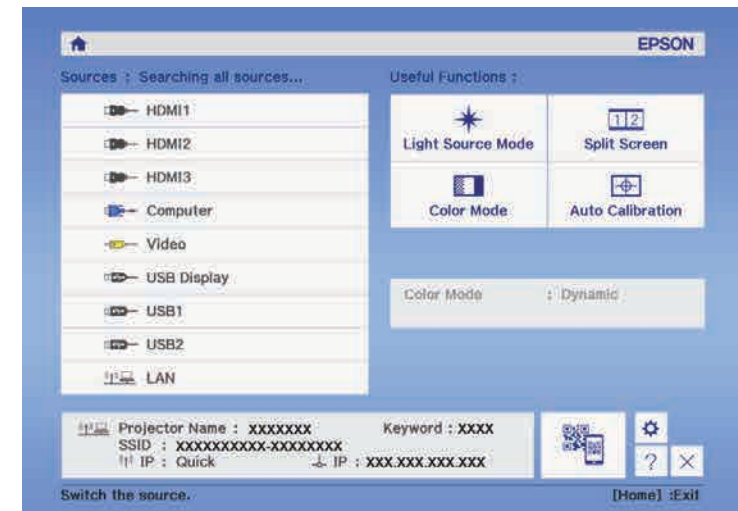 EPSON
Sources : Searching all sources...
HDMI1
HDMI2
HDMI3
Computer
Video
USB Display
USB1
USB2
LAN
Useful Functions :
Light Source Mode
1 2
Split Screen
Color Mode
Auto Calibration
Color Mode : Dynamic
Projector Name : XXXXXXX Keyword : XXXX
SSID : XXXXXXXXXX-XXXXXXXX
IP : Quick IP : XXX.XXX.XXX.XXX
?
Switch the source. [Home] :Exit